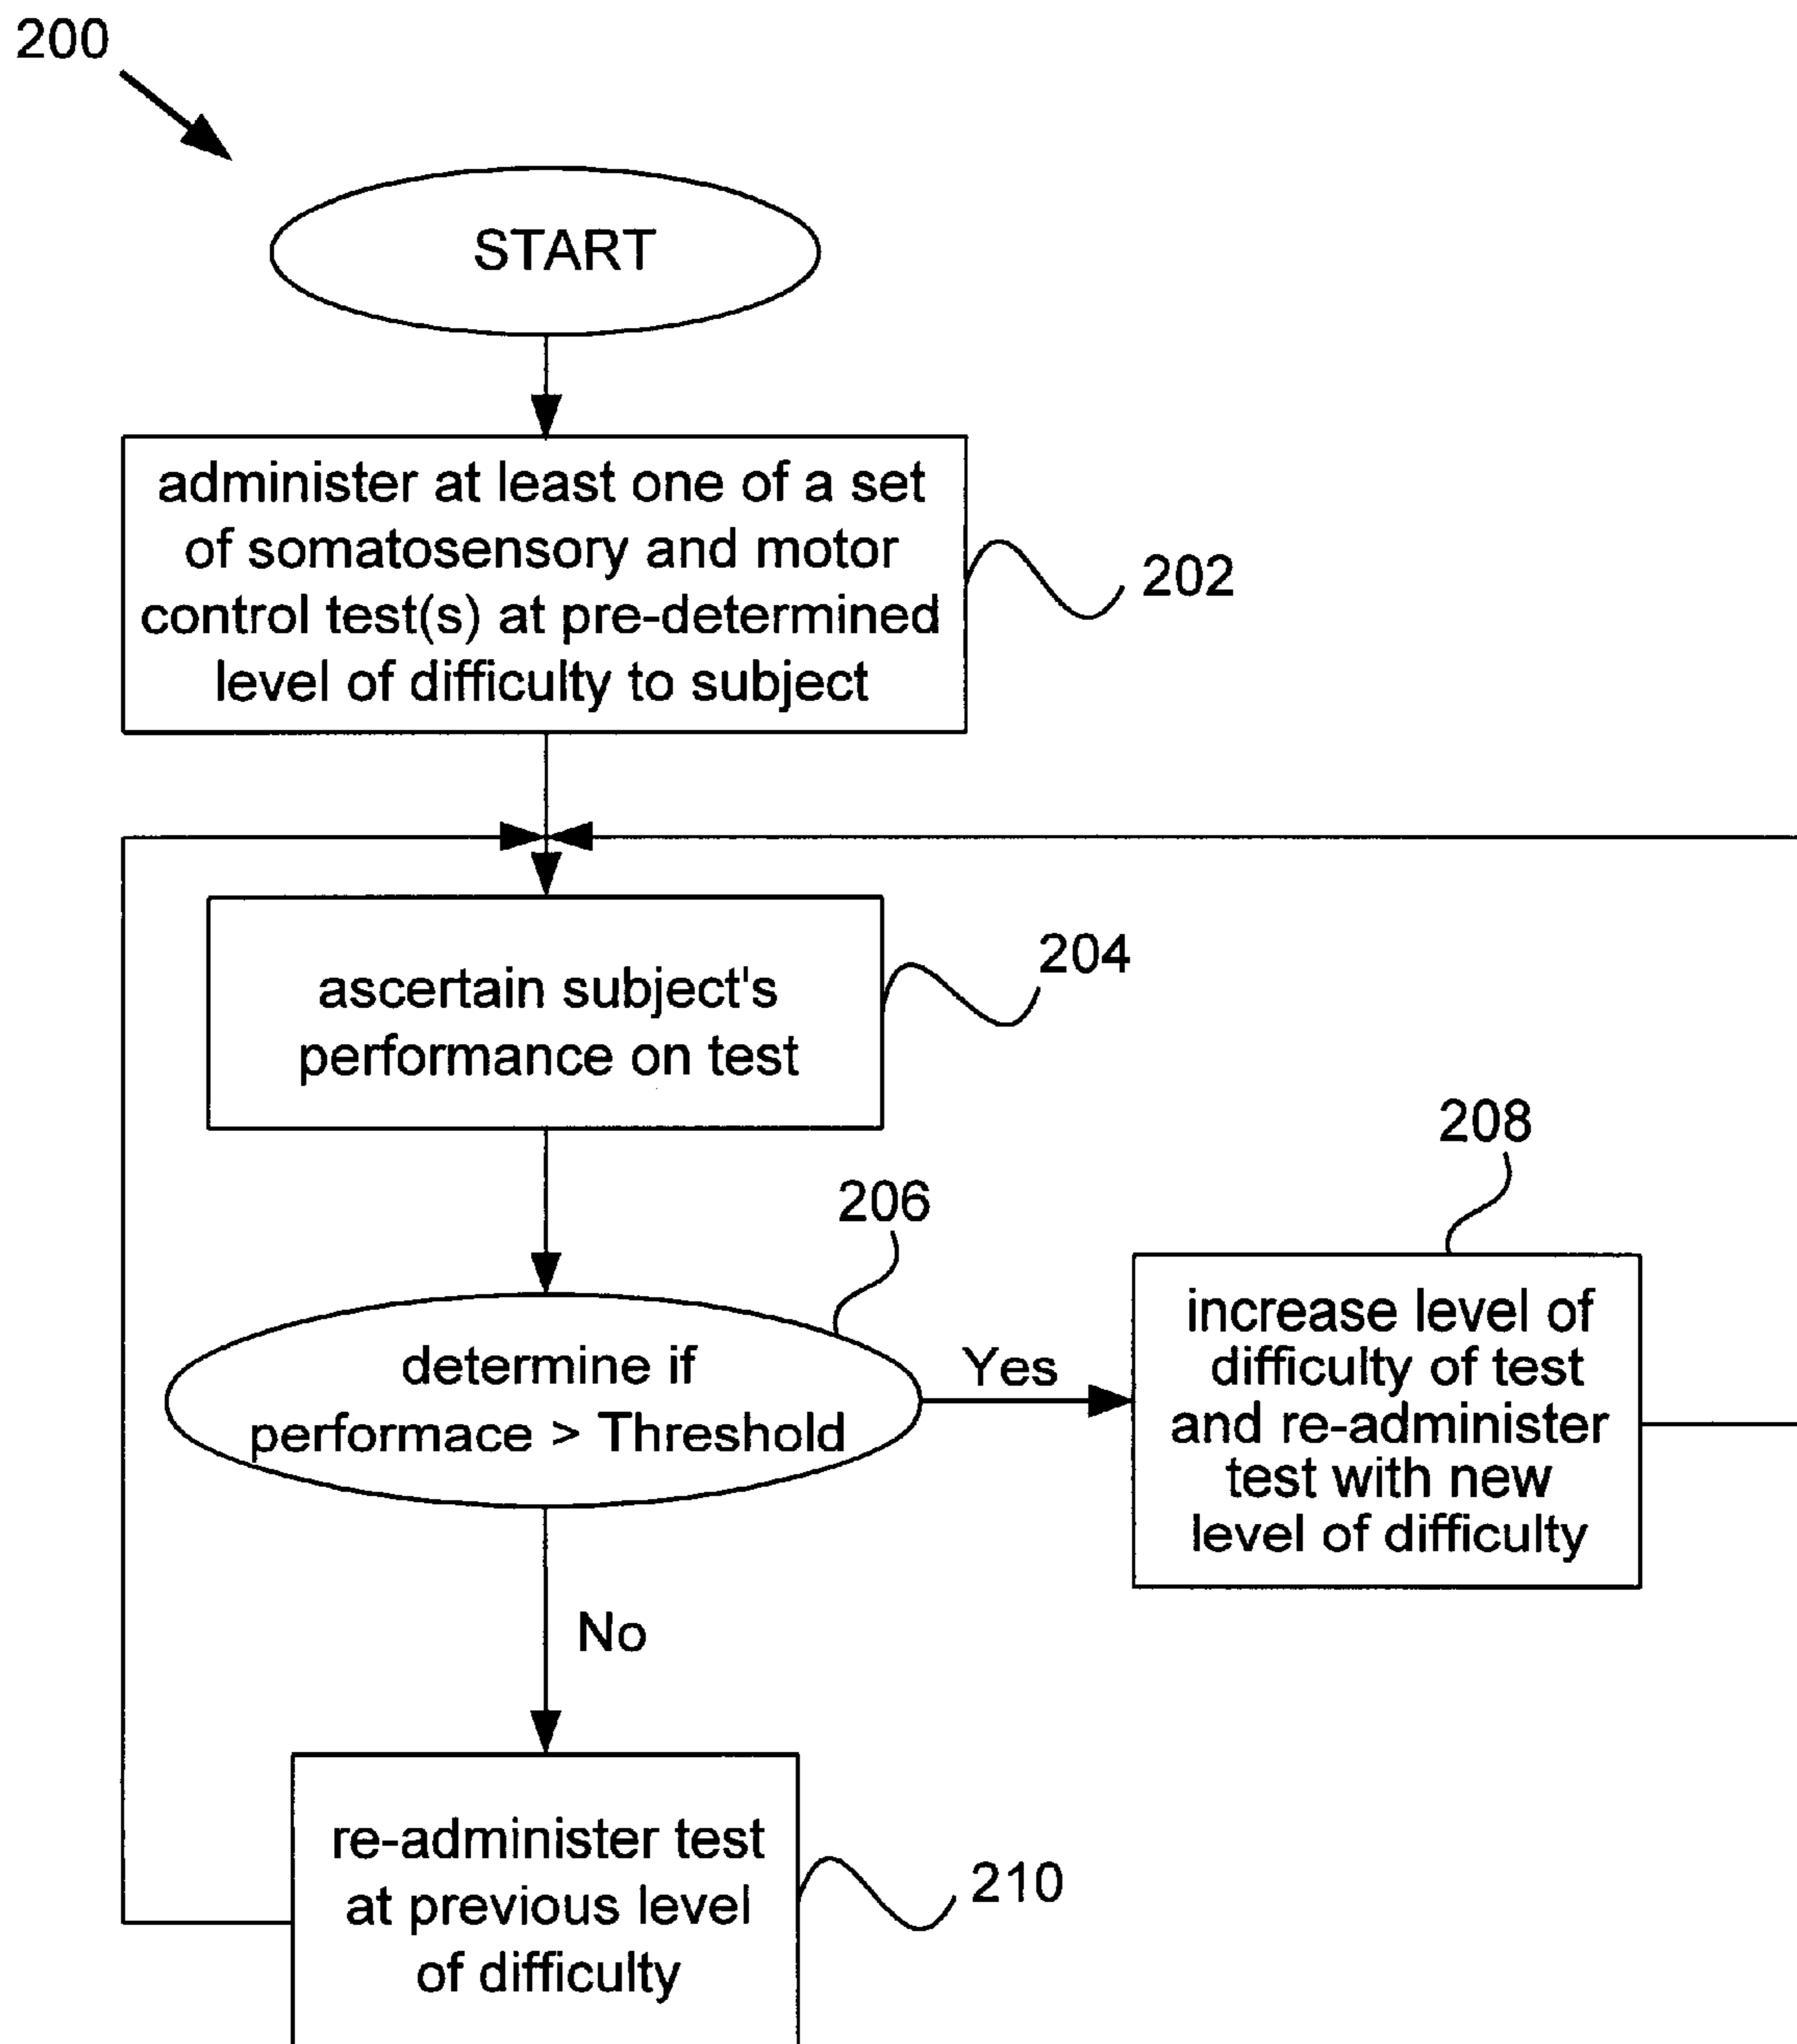 200
START
administer at least one of a set
of somatosensory and motor
control test(s) at pre-determined
level of difficulty to subject
202
ascertain subject's
performance on test
204
206
determine if
performace > Threshold
Yes
208
increase level of
difficulty of test
and re-administer
test with new
level of difficulty
No
re-administer test
at previous level
of difficulty
210